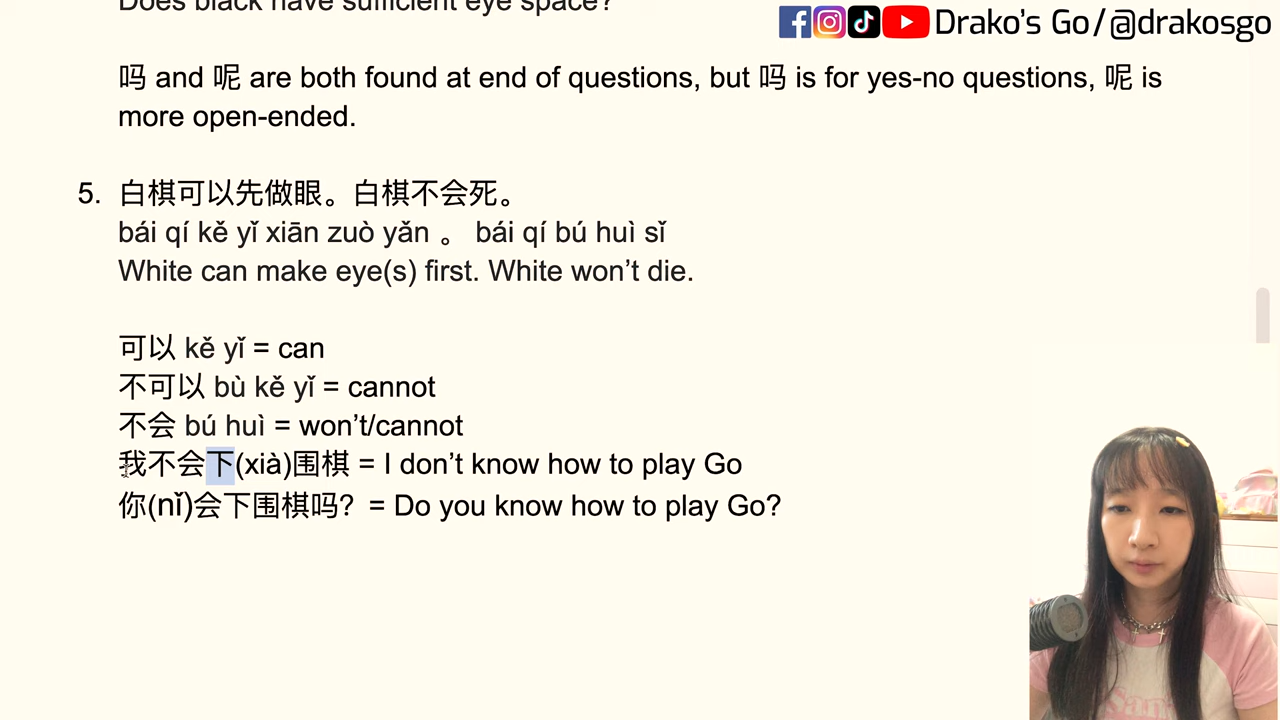 Does black have sufficient eye space?
Drako's Go/@drakosgo
吗 and 呢 are both found at end of questions, but 吗 is for yes-no questions, 呢 is
more open-ended.
5. 白棋可以先做眼。白棋不会死。
bái qí kě yǐ xiān zuò yǎn 。 bái qí bú huì sǐ
White can make eye(s) first. White won’t die.
可以 kě yǐ = can
不可以 bù kě yǐ = cannot
不会 bú huì = won’t/cannot
我不会下(xià)围棋 = I don’t know how to play Go
你(nǐ)会下围棋吗？ = Do you know how to play Go?